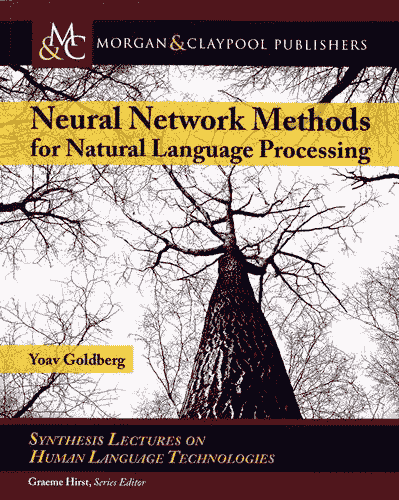 M&C MORGAN & CLAYPOOL PUBLISHERS
Neural Network Methods
for Natural Language Processing
Yoav Goldberg
SYNTHESIS LECTURES ON
HUMAN LANGUAGE TECHNOLOGIES
Graeme Hirst, Series Editor